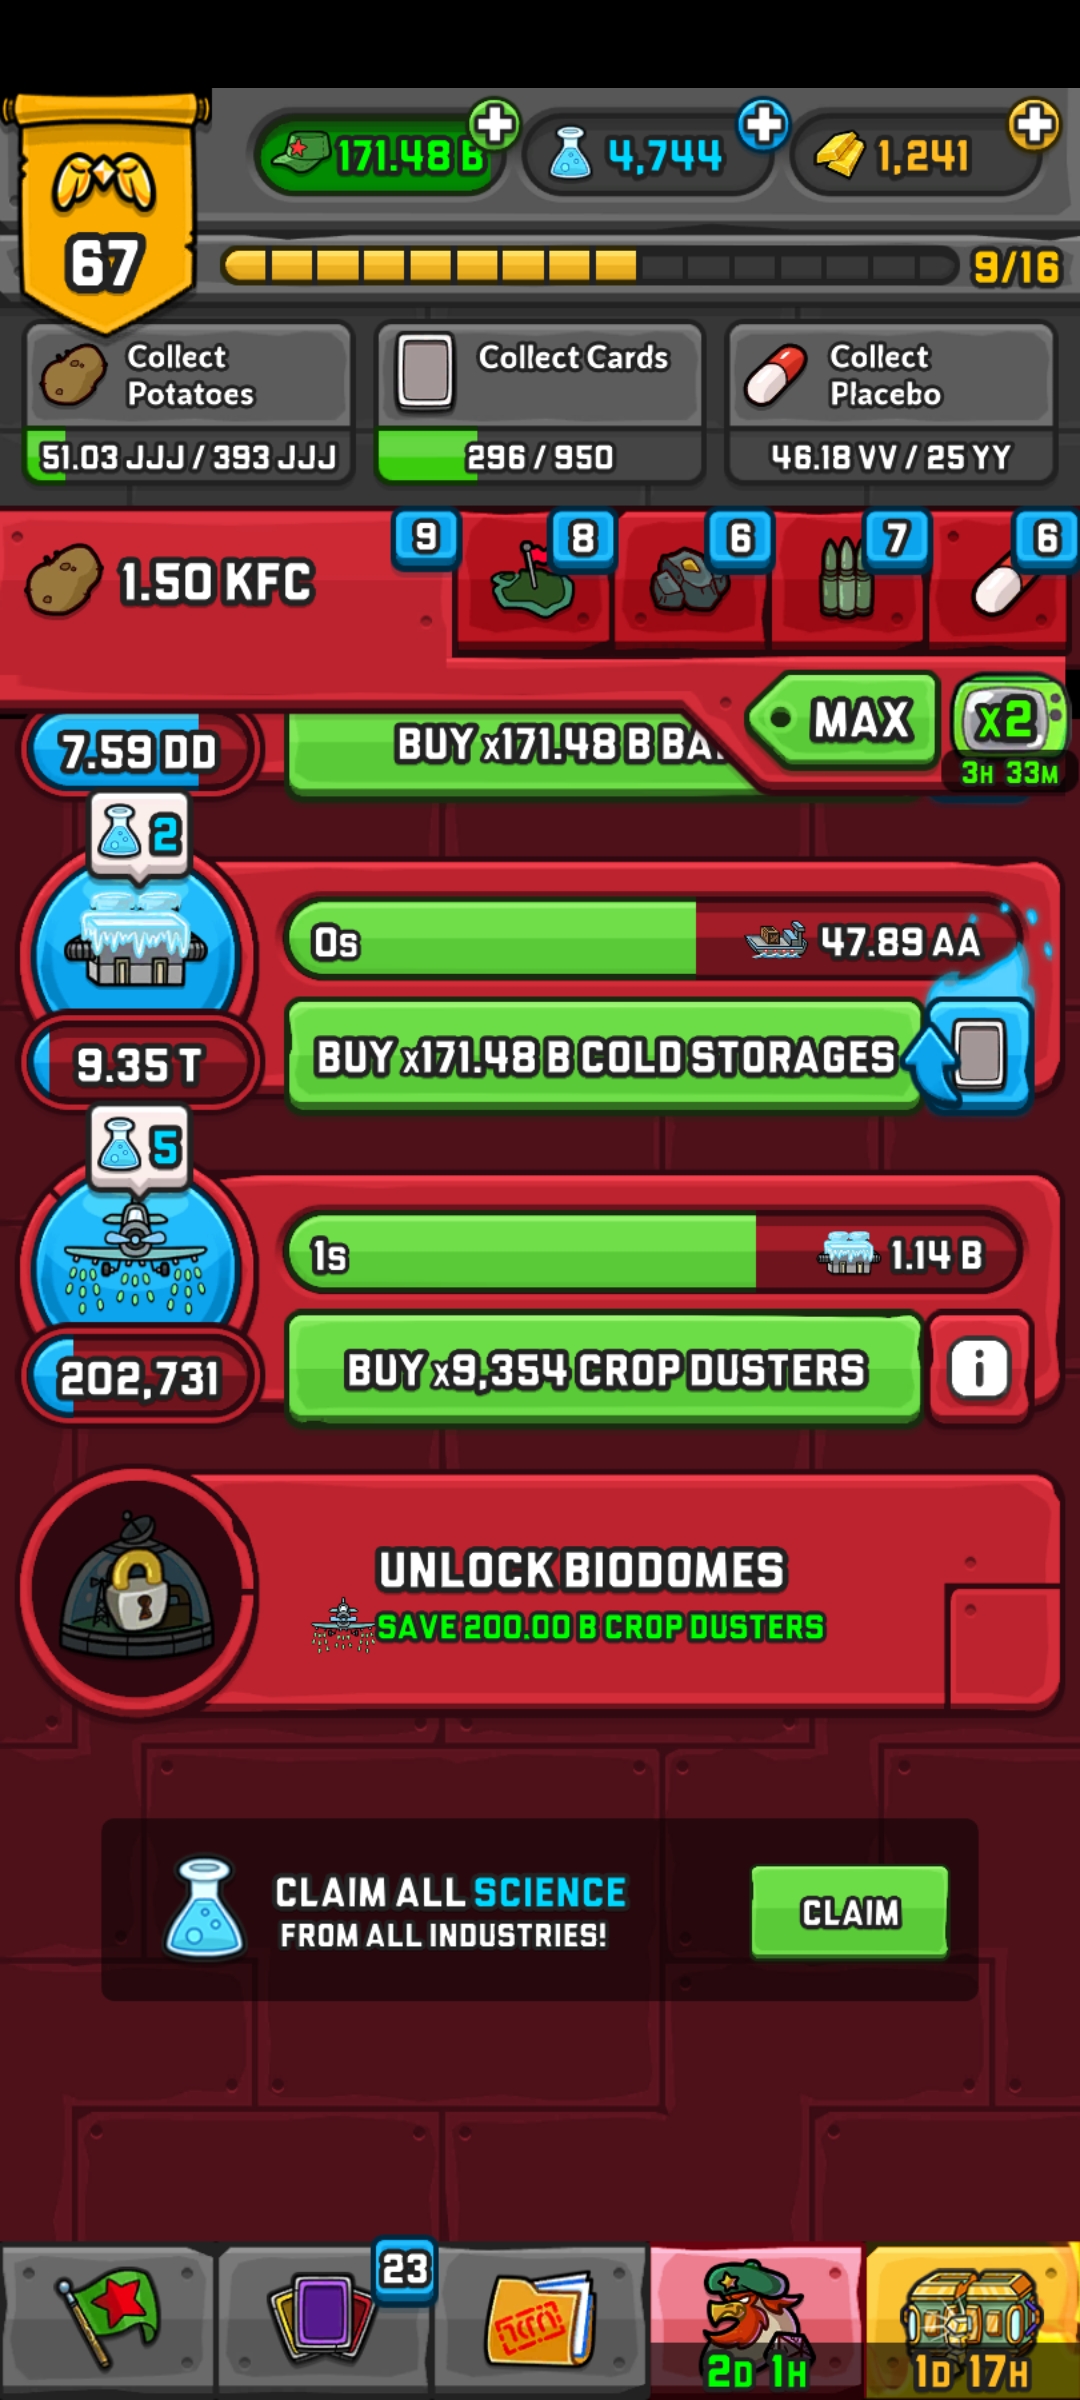 67
171.48 B
4,744
1,241
9/16
Collect
Potatoes
51.03 JJJ / 393 JJJ
Collect Cards
296 / 950
Collect
Placebo
46.18 VV / 25 YY
1.50 KFC
9
8
6
7
6
MAX
x2
3H 33M
7.59 DD
BUY x171.48 B BA
2
0s
47.89 AA
9.35 T
BUY x171.48 B COLD STORAGES
5
1s
1.14 B
202,731
BUY x9,354 CROP DUSTERS
i
UNLOCK BIODOMES
SAVE 200.00 B CROP DUSTERS
CLAIM ALL SCIENCE
FROM ALL INDUSTRIES!
CLAIM
23
2D 1H
1D 17H